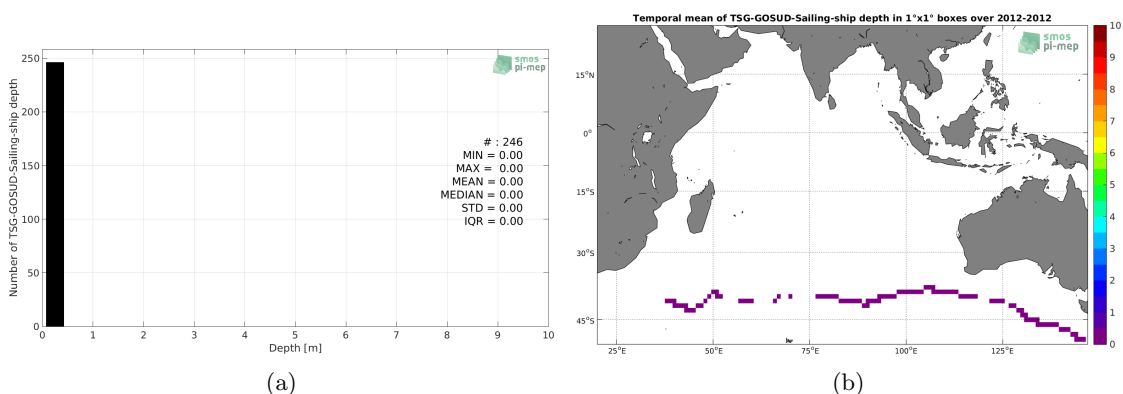 250
200
150
100
50
0
Number of TSG-GOSUD-Sailing-ship depth
0 1 2 3 4 5 6 7 8 9 10
Depth [m]
smos
pi-mep
# : 246
MIN = 0.00
MAX = 0.00
MEAN = 0.00
MEDIAN = 0.00
STD = 0.00
IQR = 0.00
(a)
Temporal mean of TSG-GOSUD-Sailing-ship depth in 1°x1° boxes over 2012-2012
smos
pi-mep
15°N
0°
15°S
30°S
45°S
25°E 50°E 75°E 100°E 125°E
10
9
8
7
6
5
4
3
2
1
0
(b)